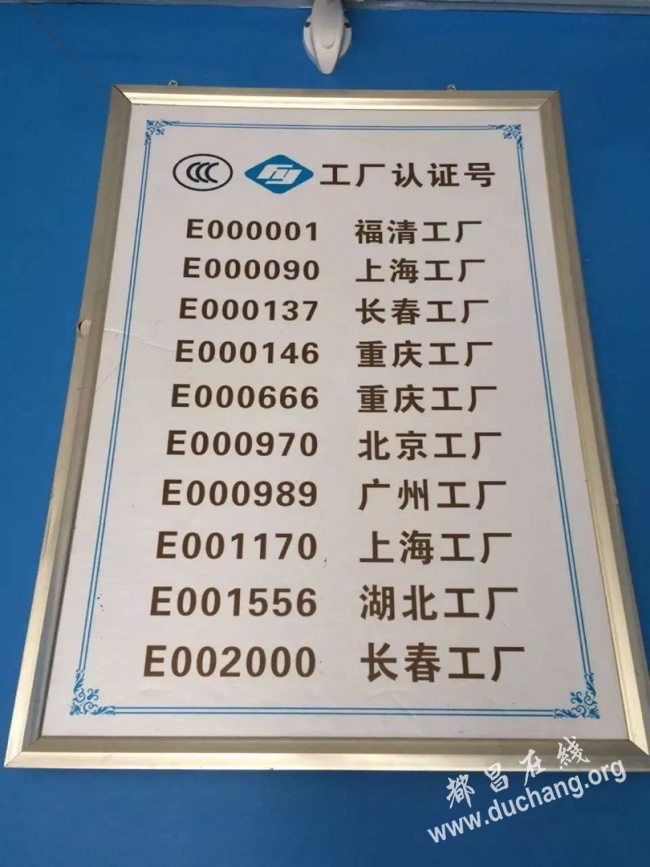 CCC FY 工厂认证号
E000001 福清工厂
E000090 上海工厂
E000137 长春工厂
E000146 重庆工厂
E000666 重庆工厂
E000970 北京工厂
E000989 广州工厂
E001170 上海工厂
E001556 湖北工厂
E002000 长春工厂
都昌在线
www.duchang.org